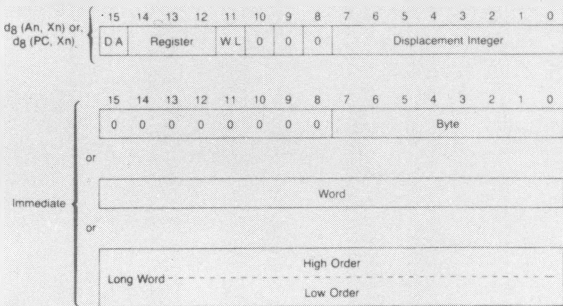 15 14 13 12 11 10 9 8 7 6 5 4 3 2 1 0
d8 (An, Xn) or,
d8 (PC, Xn)
D A Register W L 0 0 0 Displacement Integer
15 14 13 12 11 10 9 8 7 6 5 4 3 2 1 0
0 0 0 0 0 0 0 0 Byte
or
Word
Immediate
or
High Order
Long Word
Low Order